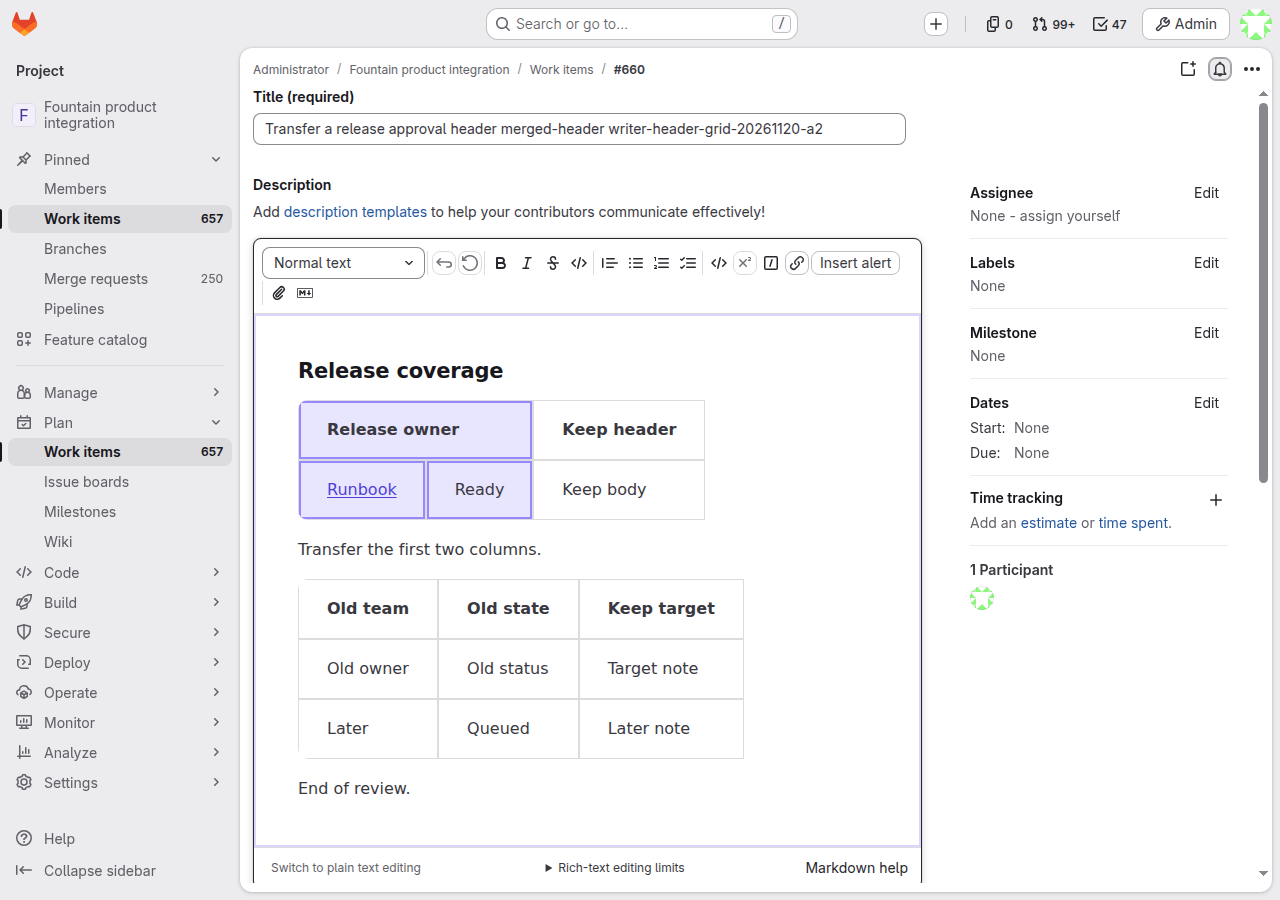 Search or go to...
/
0
99+
47
Admin
Project
F
Fountain product integration
Pinned
Members
Work items 657
Branches
Merge requests 250
Pipelines
Feature catalog
Manage
Plan
Work items 657
Issue boards
Milestones
Wiki
Code
Build
Secure
Deploy
Operate
Monitor
Analyze
Settings
Help
Collapse sidebar
Administrator / Fountain product integration / Work items / #660
Title (required)
Transfer a release approval header merged-header writer-header-grid-20261120-a2
Description
Add description templates to help your contributors communicate effectively!
Normal text
Insert alert
Release coverage
Release owner Keep header
Runbook Ready Keep body
Transfer the first two columns.
Old team Old state Keep target
Old owner Old status Target note
Later Queued Later note
End of review.
Switch to plain text editing
Rich-text editing limits
Markdown help
Assignee Edit
None - assign yourself
Labels Edit
None
Milestone Edit
None
Dates Edit
Start: None
Due: None
Time tracking
Add an estimate or time spent.
1 Participant